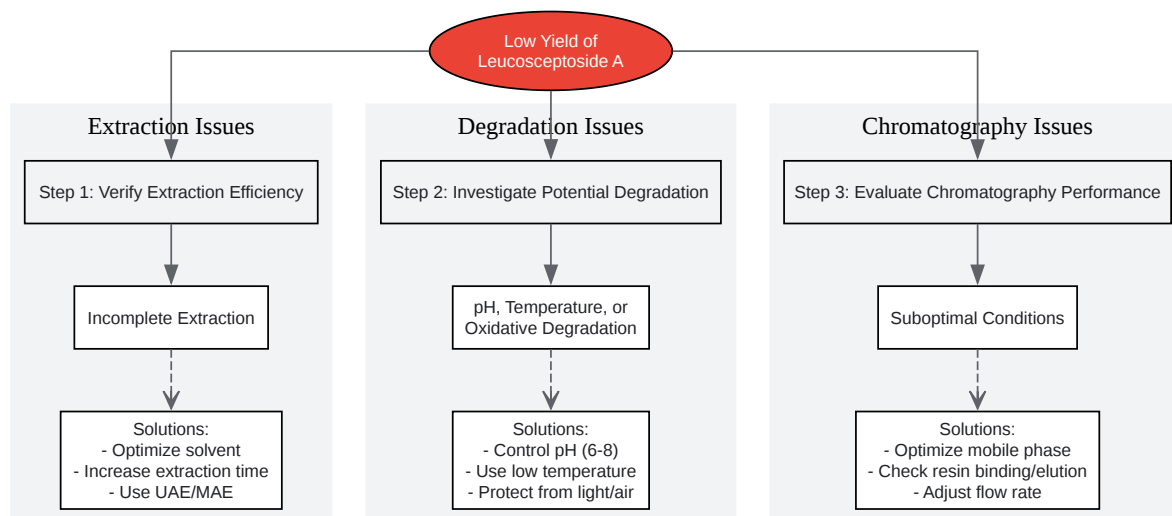 Low Yield of
Leucosceptoside A
Extraction Issues
Step 1: Verify Extraction Efficiency
Incomplete Extraction
Solutions:
- Optimize solvent
- Increase extraction time
- Use UAE/MAE
Degradation Issues
Step 2: Investigate Potential Degradation
pH, Temperature, or
Oxidative Degradation
Solutions:
- Control pH (6-8)
- Use low temperature
- Protect from light/air
Chromatography Issues
Step 3: Evaluate Chromatography Performance
Suboptimal Conditions
Solutions:
- Optimize mobile phase
- Check resin binding/elution
- Adjust flow rate